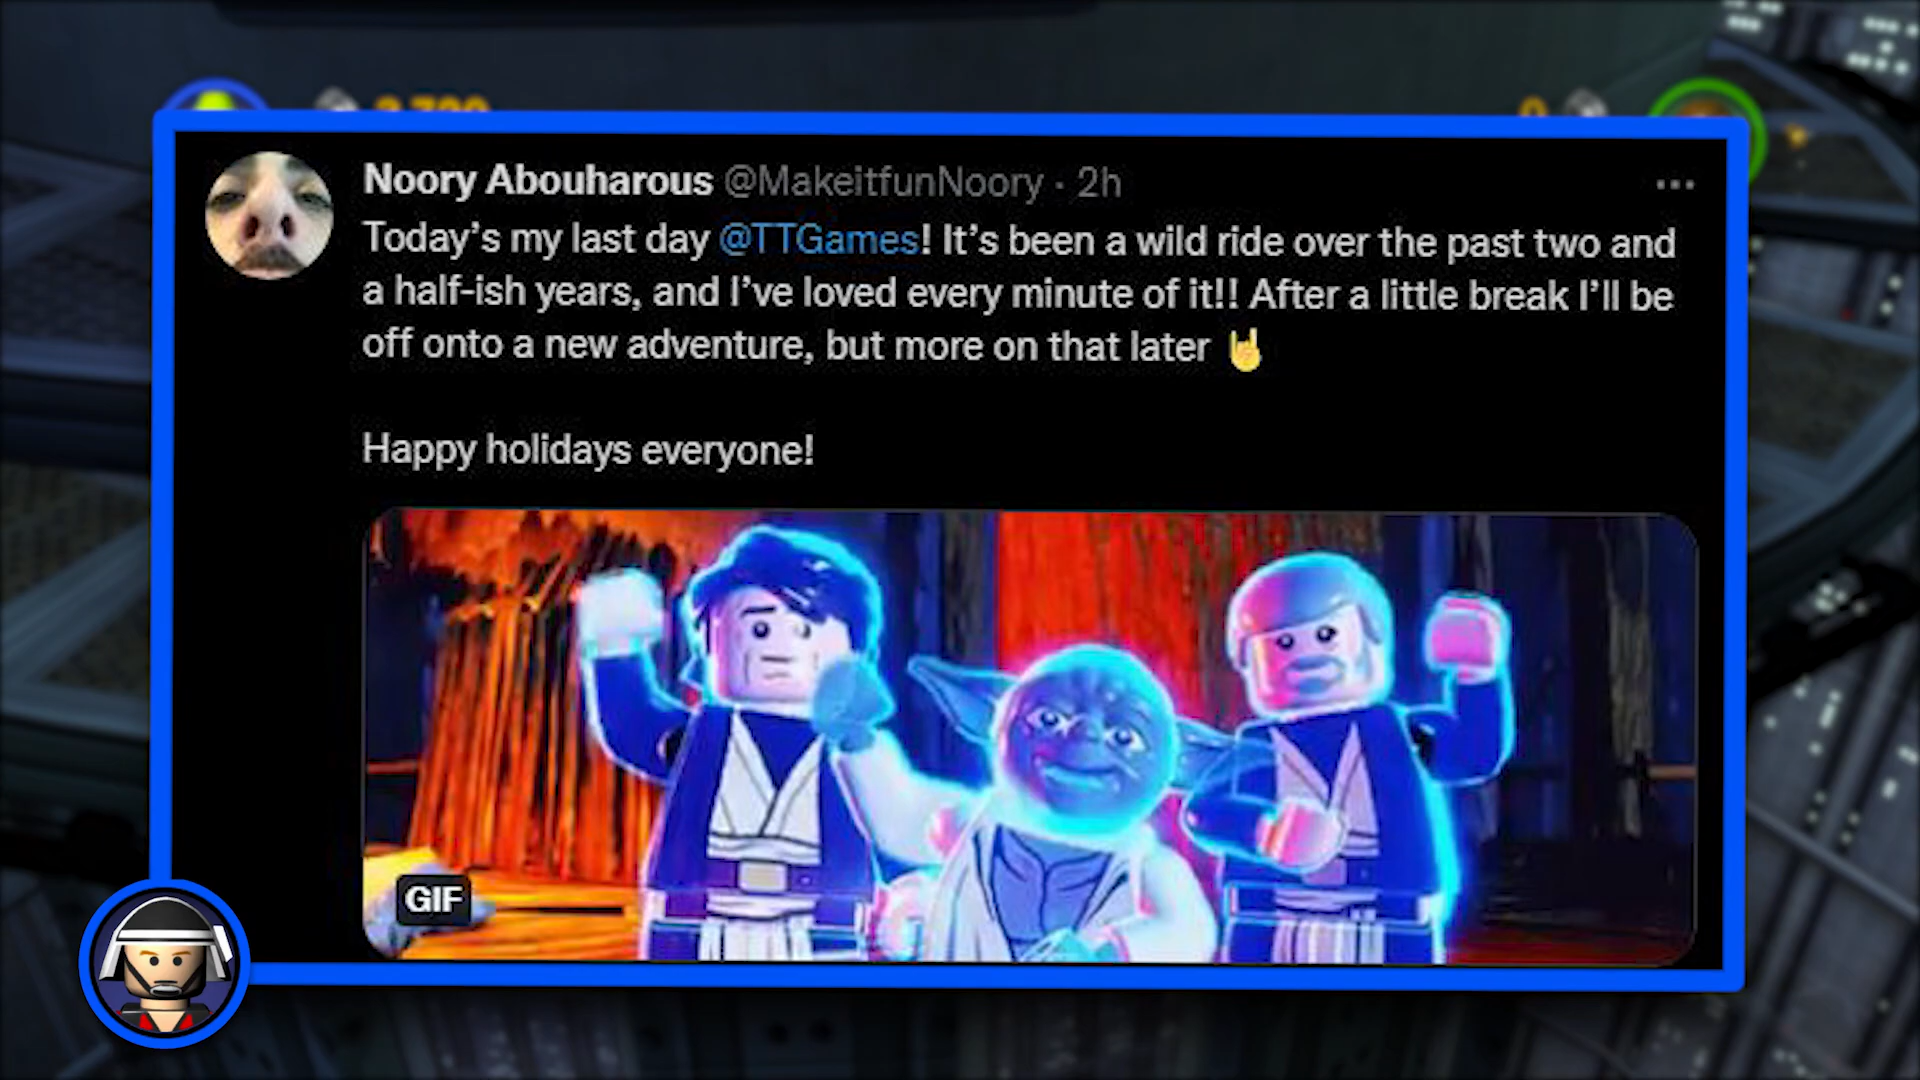 Noory Abouharous @MakeitfunNoory · 2h
Today's my last day @TTGames! It's been a wild ride over the past two and
a half-ish years, and I've loved every minute of it!! After a little break I'll be
off onto a new adventure, but more on that later 🤘
Happy holidays everyone!
GIF